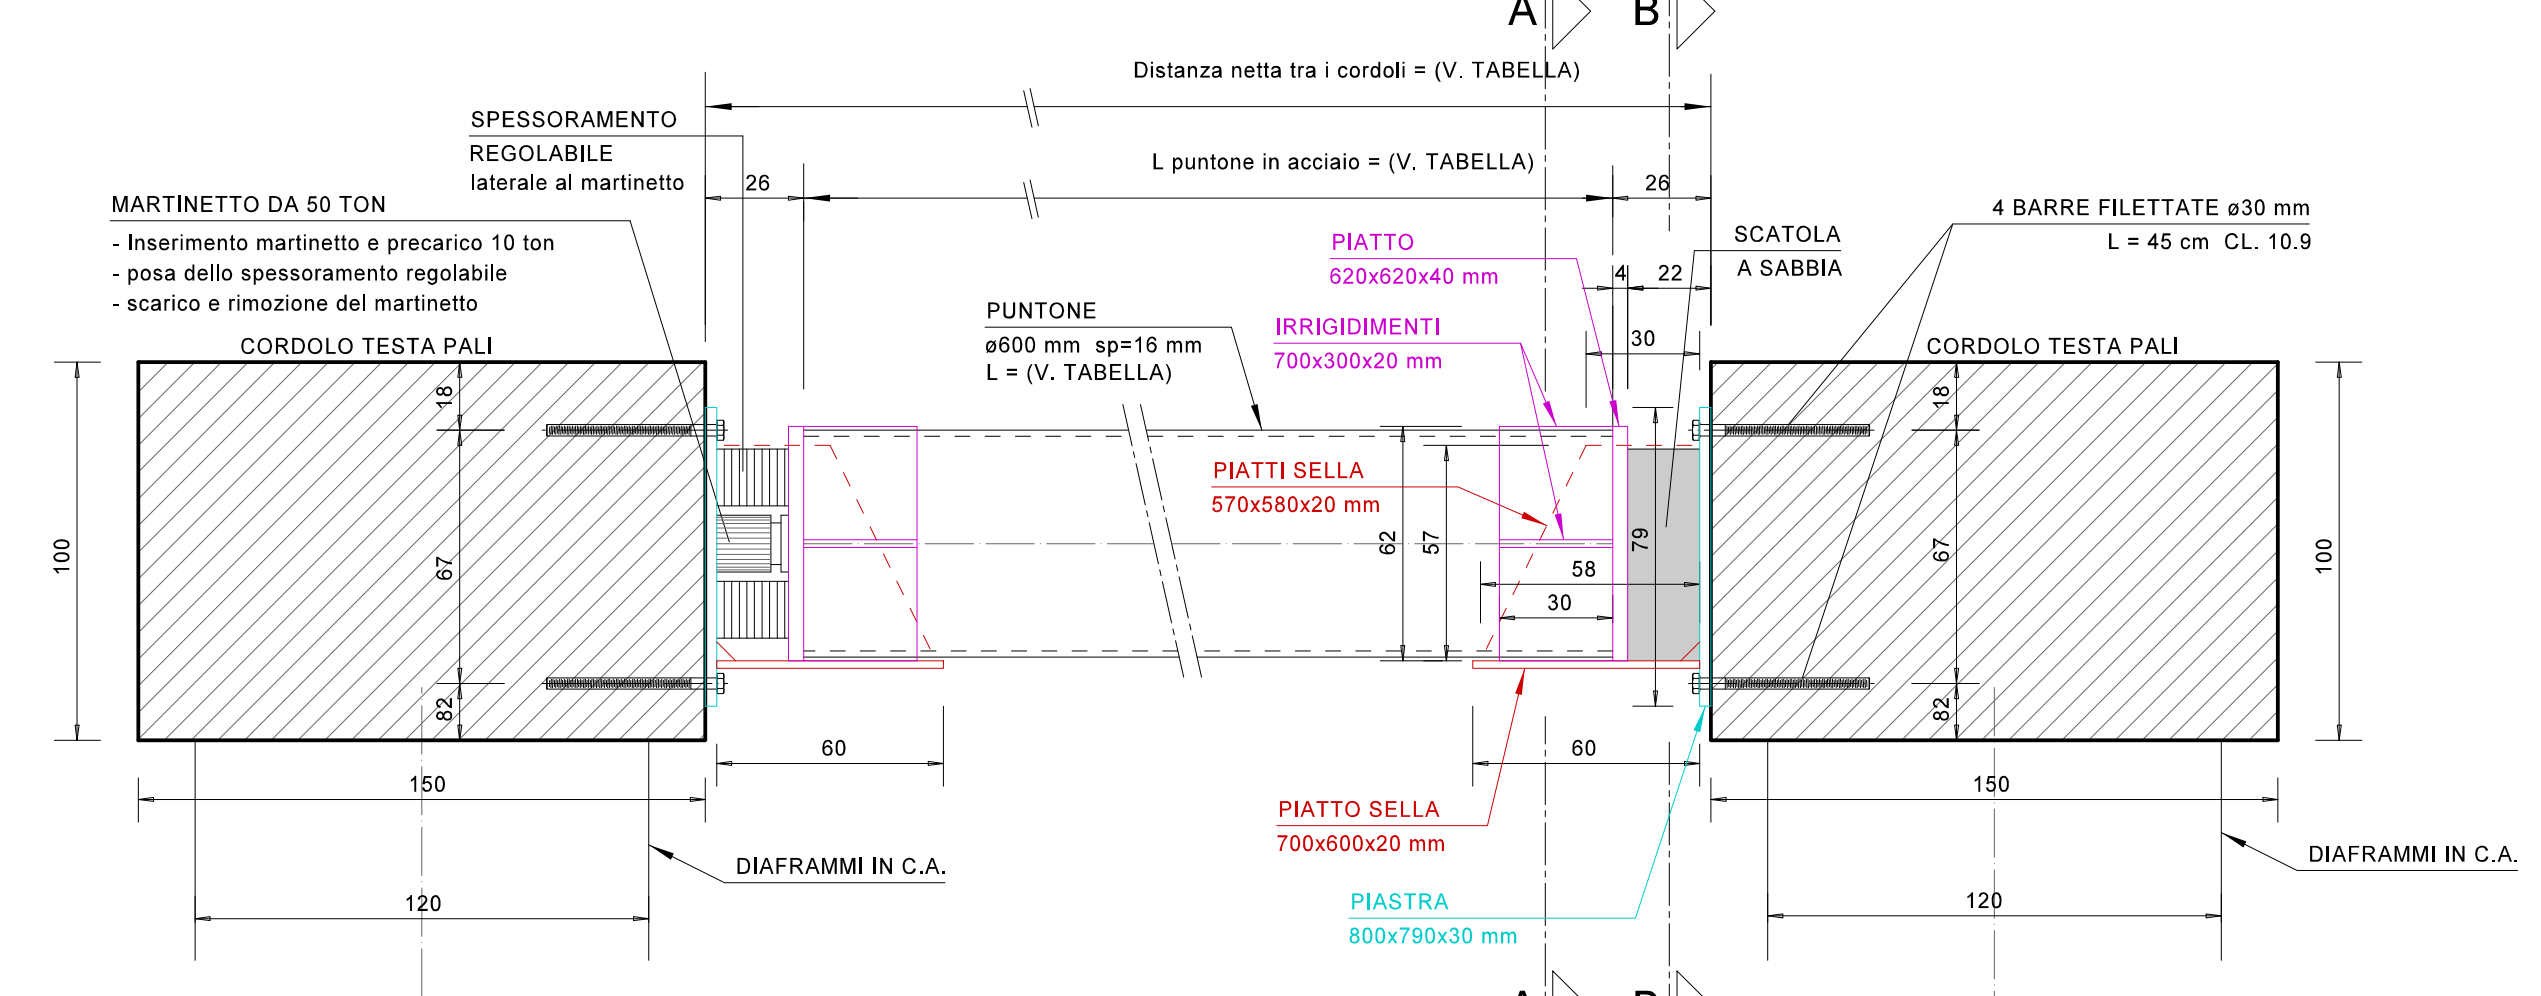 A
B
Distanza netta tra i cordoli = (V. TABELLA)
SPESSORAMENTO
REGOLABILE
laterale al martinetto
L puntone in acciaio = (V. TABELLA)
26
26
MARTINETTO DA 50 TON
- Inserimento martinetto e precarico 10 ton
- posa dello spessoramento regolabile
- scarico e rimozione del martinetto
4 BARRE FILETTATE ø30 mm
L = 45 cm CL. 10.9
PIATTO
620x620x40 mm
SCATOLA
A SABBIA
4
22
PUNTONE
ø600 mm sp=16 mm
L = (V. TABELLA)
IRRIGIDIMENTI
700x300x20 mm
30
CORDOLO TESTA PALI
CORDOLO TESTA PALI
18
18
PIATTI SELLA
570x580x20 mm
100
67
62
57
79
67
100
58
30
82
82
60
60
150
150
PIATTO SELLA
700x600x20 mm
DIAFRAMMI IN C.A.
DIAFRAMMI IN C.A.
120
120
PIASTRA
800x790x30 mm
A
B